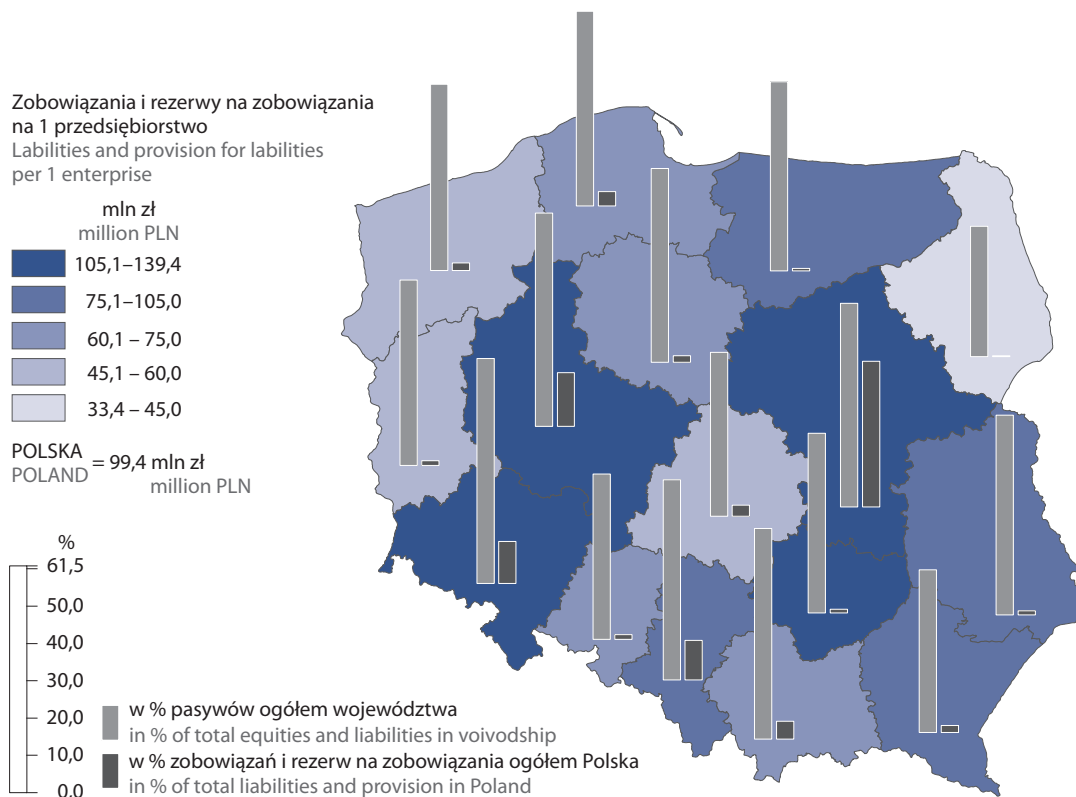 Zobowiązania i rezerwy na zobowiązania
na 1 przedsiębiorstwo
Labilities and provision for labilities
per 1 enterprise
mln zł
million PLN
105,1–139,4
75,1–105,0
60,1 – 75,0
45,1 – 60,0
33,4 – 45,0
POLSKA
POLAND = 99,4 mln zł
million PLN
%
61,5
50,0
40,0
30,0
20,0
10,0
0,0
w % pasywów ogółem województwa
in % of total equities and liabilities in voivodship
w % zobowiązań i rezerw na zobowiązania ogółem Polska
in % of total liabilities and provision in Poland